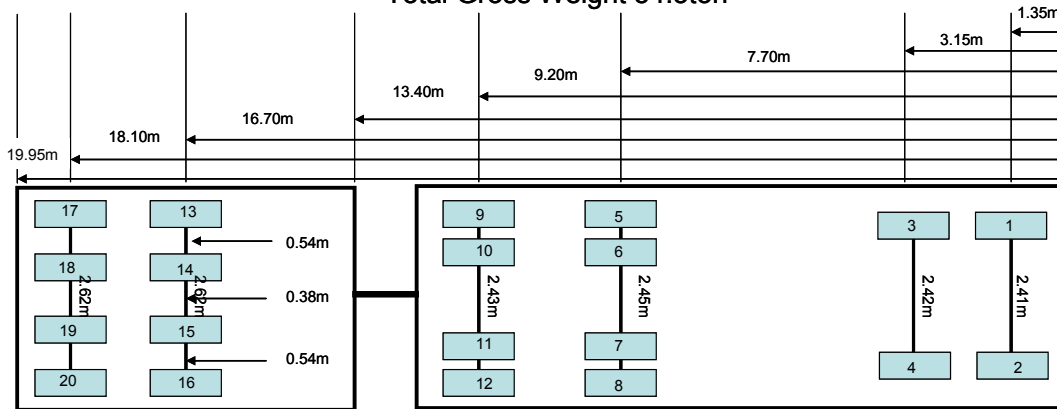 Total Gross Weight
1.35m
3.15m
7.70m
9.20m
13.40m
16.70m
18.10m
19.95m
17 13 9 5 3 1
0.54m
18 14 10 6
2.62m 2.62m 2.43m 2.45m 2.42m 2.41m
0.38m
19 15 11 7
0.54m
4 2
20 16 12 8